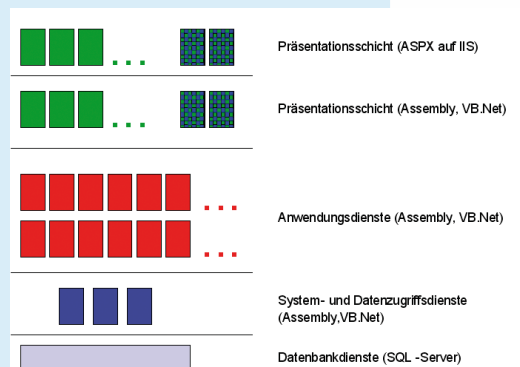 Präsentationsschicht (ASPX auf IIS)
Präsentationsschicht (Assembly, VB.Net)
Anwendungsdienste (Assembly, VB.Net)
System- und Datenzugriffsdienste
(Assembly,VB.Net)
Datenbankdienste (SQL -Server)